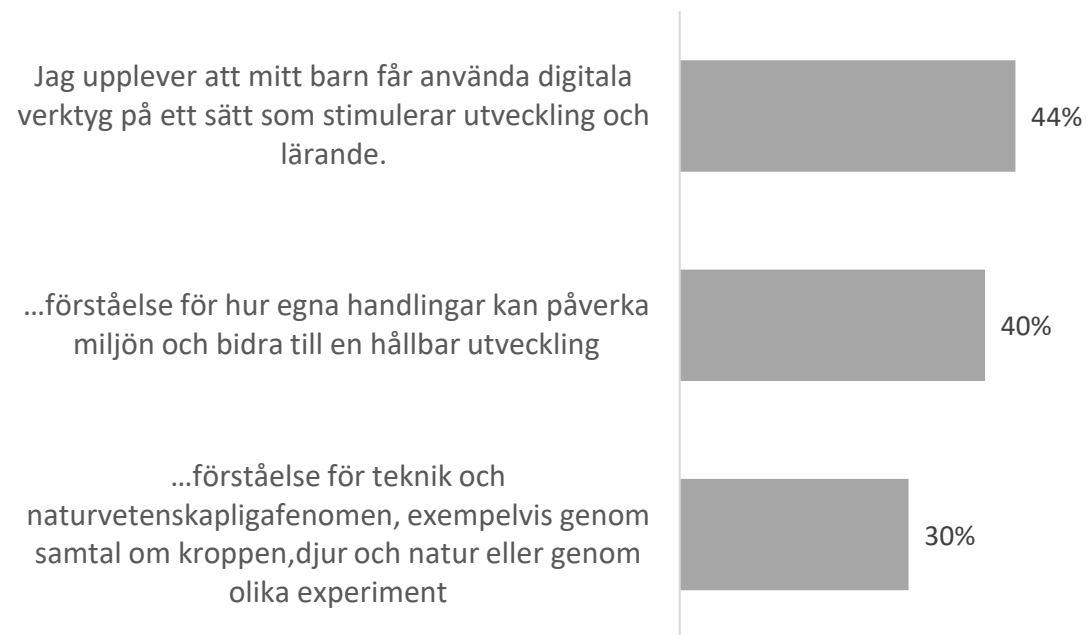 Jag upplever att mitt barn får använda digitala
verktyg på ett sätt som stimulerar utveckling och
lärande.
44%
...förståelse för hur egna handlingar kan påverka
miljön och bidra till en hållbar utveckling
40%
...förståelse för teknik och
naturvetenskapligafenomen, exempelvis genom
samtal om kroppen,djur och natur eller genom
olika experiment
30%